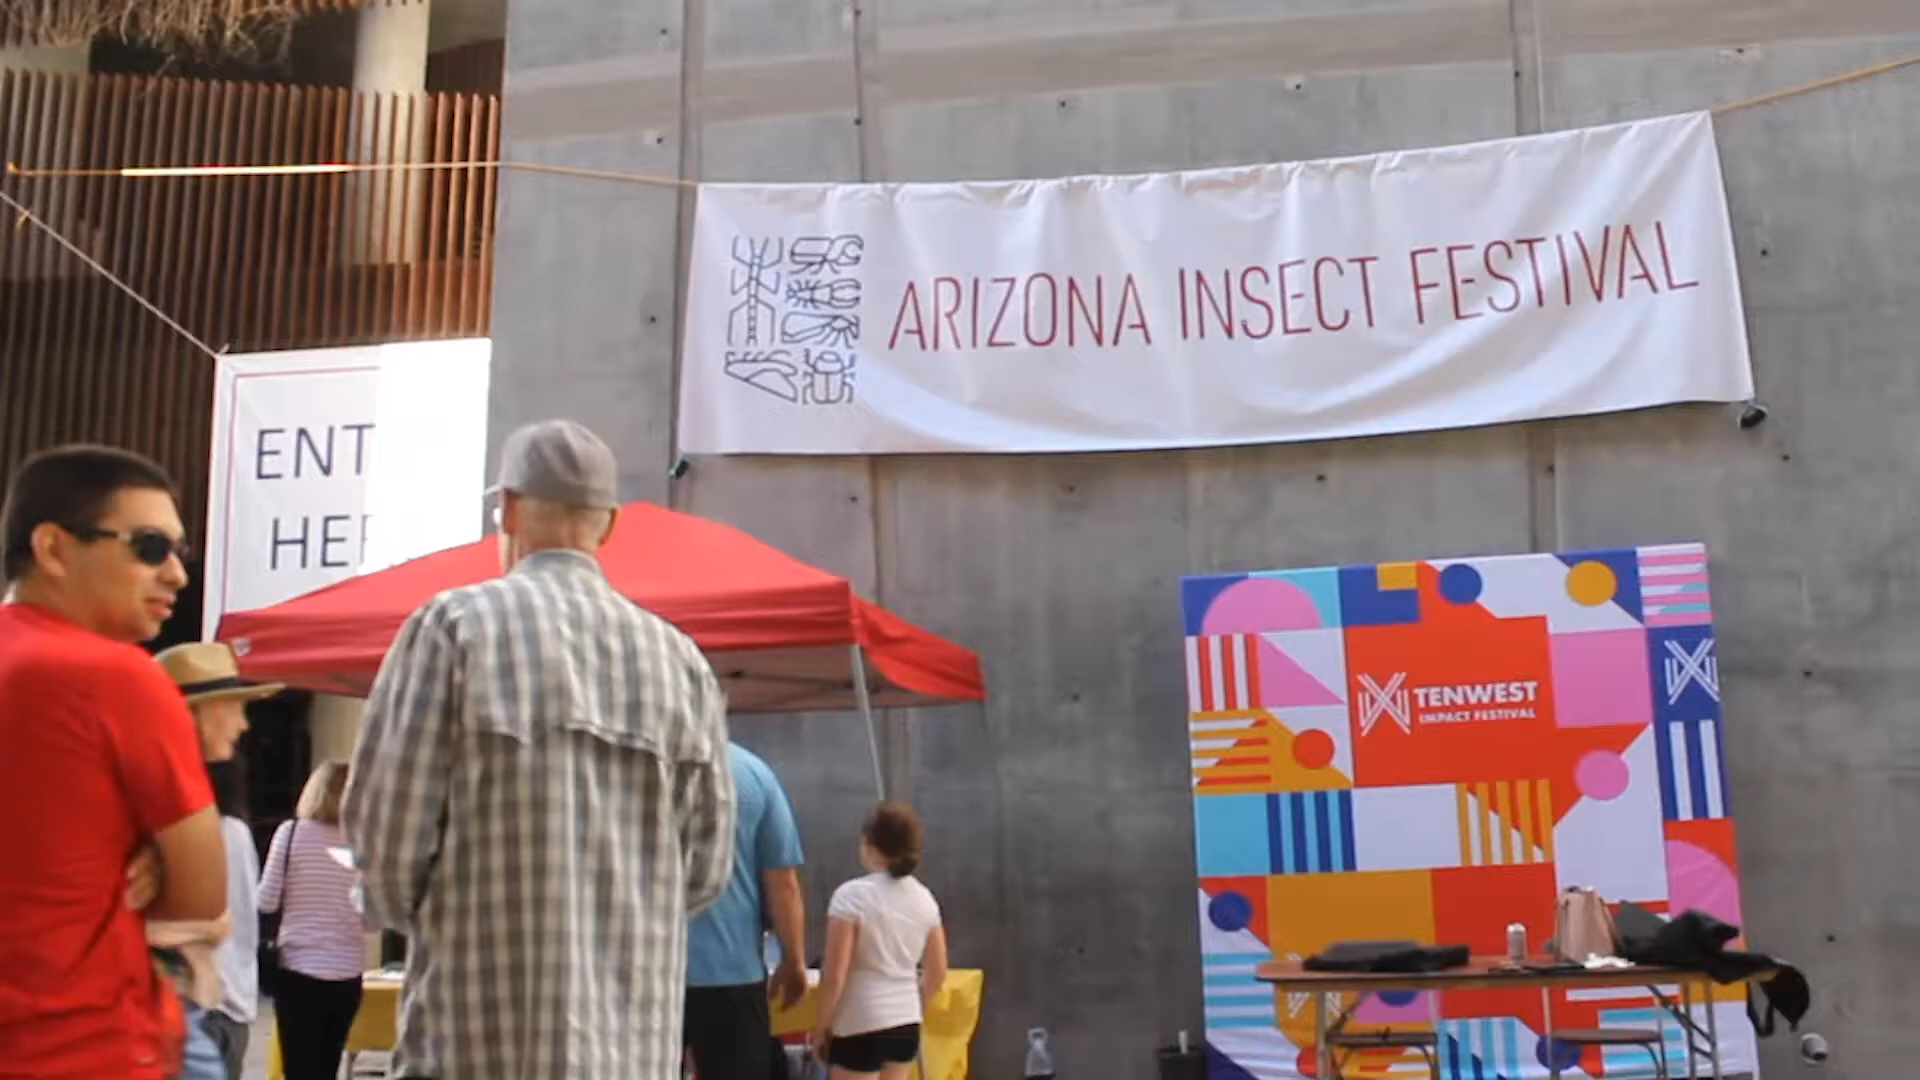 ARIZONA INSECT FESTIVAL
ENT
HE
TENWEST
IMPACT FESTIVAL